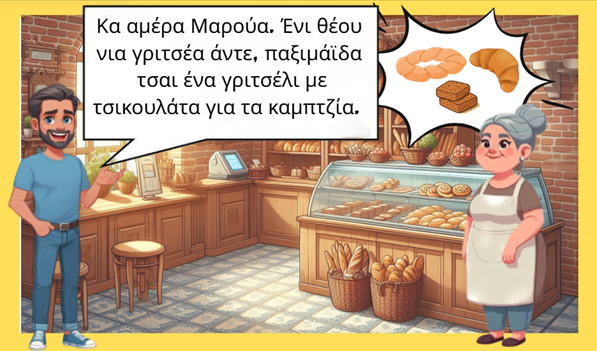 Κα αμέρα Μαρούα. Ένι θέου
νια γριτσέα άντε, παξιμάϊδα
τσαι ένα γριτσέλι με
τσικουλάτα για τα καμπτζία.